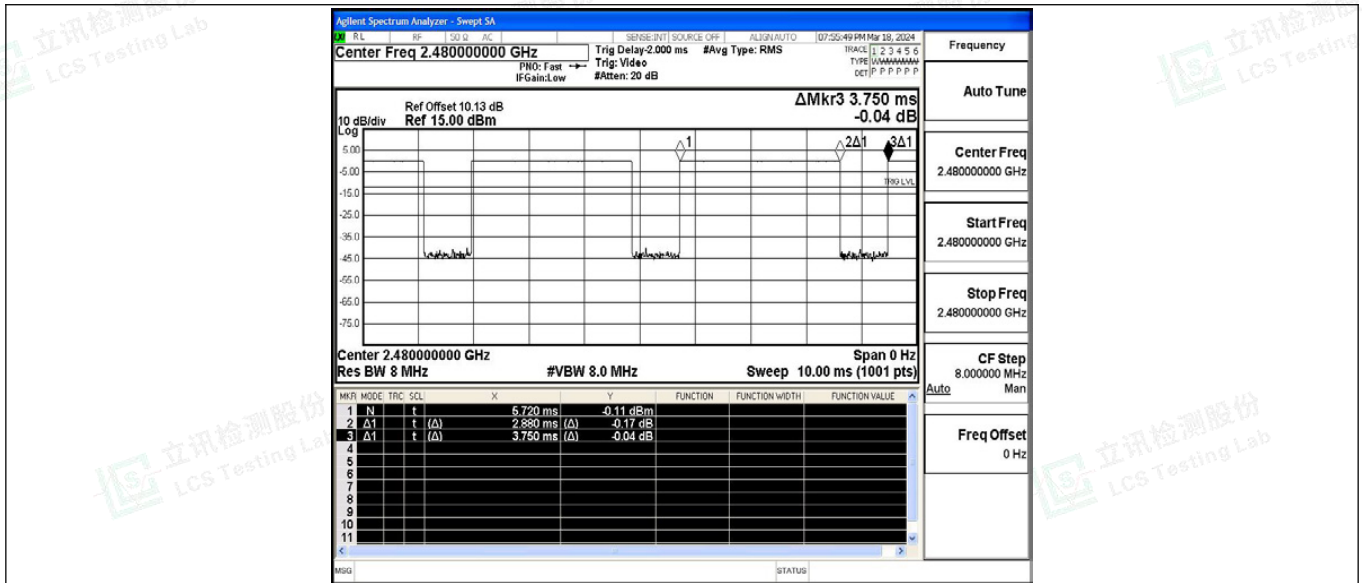 Agilent Spectrum Analyzer - Swept SA
RL RF 50 Ω AC SENSE:INT SOURCE OFF ALIGN AUTO 07:55:49 PM Mar 18, 2024
Center Freq 2.480000000 GHz
PNO: Fast
IFGain:Low
Trig Delay-2.000 ms
Trig: Video
#Atten: 20 dB
#Avg Type: RMS
TRACE 1 2 3 4 5 6
TYPE WWWWWW
DET P P P P P P
Frequency
Auto Tune
Center Freq
2.480000000 GHz
Start Freq
2.480000000 GHz
Stop Freq
2.480000000 GHz
CF Step
8.000000 MHz
Auto Man
Freq Offset
0 Hz
ΔMkr3 3.750 ms
-0.04 dB
Ref Offset 10.13 dB
10 dB/div Ref 15.00 dBm
Log
5.00
-5.00
-15.0
-25.0
-35.0
-45.0
-55.0
-65.0
-75.0
1
2Δ1
3Δ1
TRIG LVL
Center 2.480000000 GHz Span 0 Hz
Res BW 8 MHz #VBW 8.0 MHz Sweep 10.00 ms (1001 pts)
MKR MODE TRC SCL X Y FUNCTION FUNCTION WIDTH FUNCTION VALUE
1 N t 5.720 ms -0.11 dBm
2 Δ1 t (Δ) 2.880 ms (Δ) -0.17 dB
3 Δ1 t (Δ) 3.750 ms (Δ) -0.04 dB
4
5
6
7
8
9
10
11
MSG STATUS
立讯检测股份
LCS Testing Lab
立讯检测股份
LCS Testing Lab
立讯检测股份
LCS Testing Lab
立讯检测股份
LCS Testing Lab